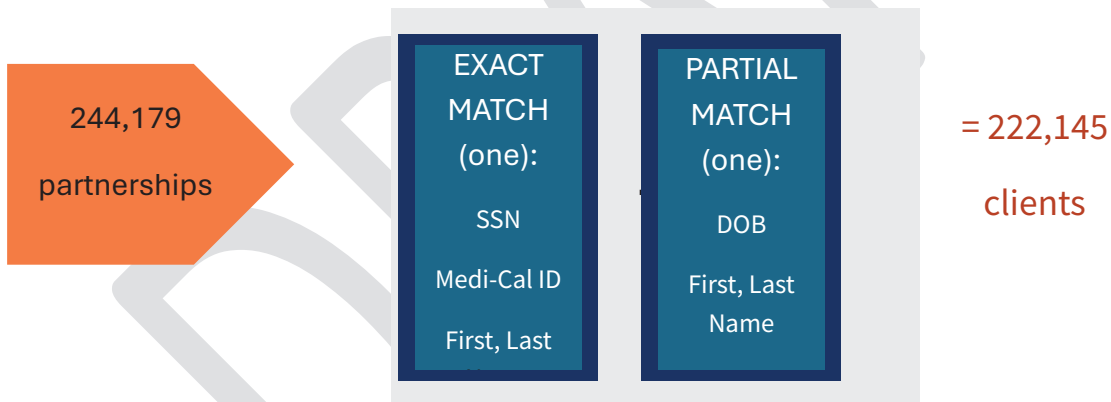 244,179
partnerships
EXACT
MATCH
(one):
SSN
Medi-Cal ID
First, Last
PARTIAL
MATCH
(one):
DOB
First, Last
Name
= 222,145
clients